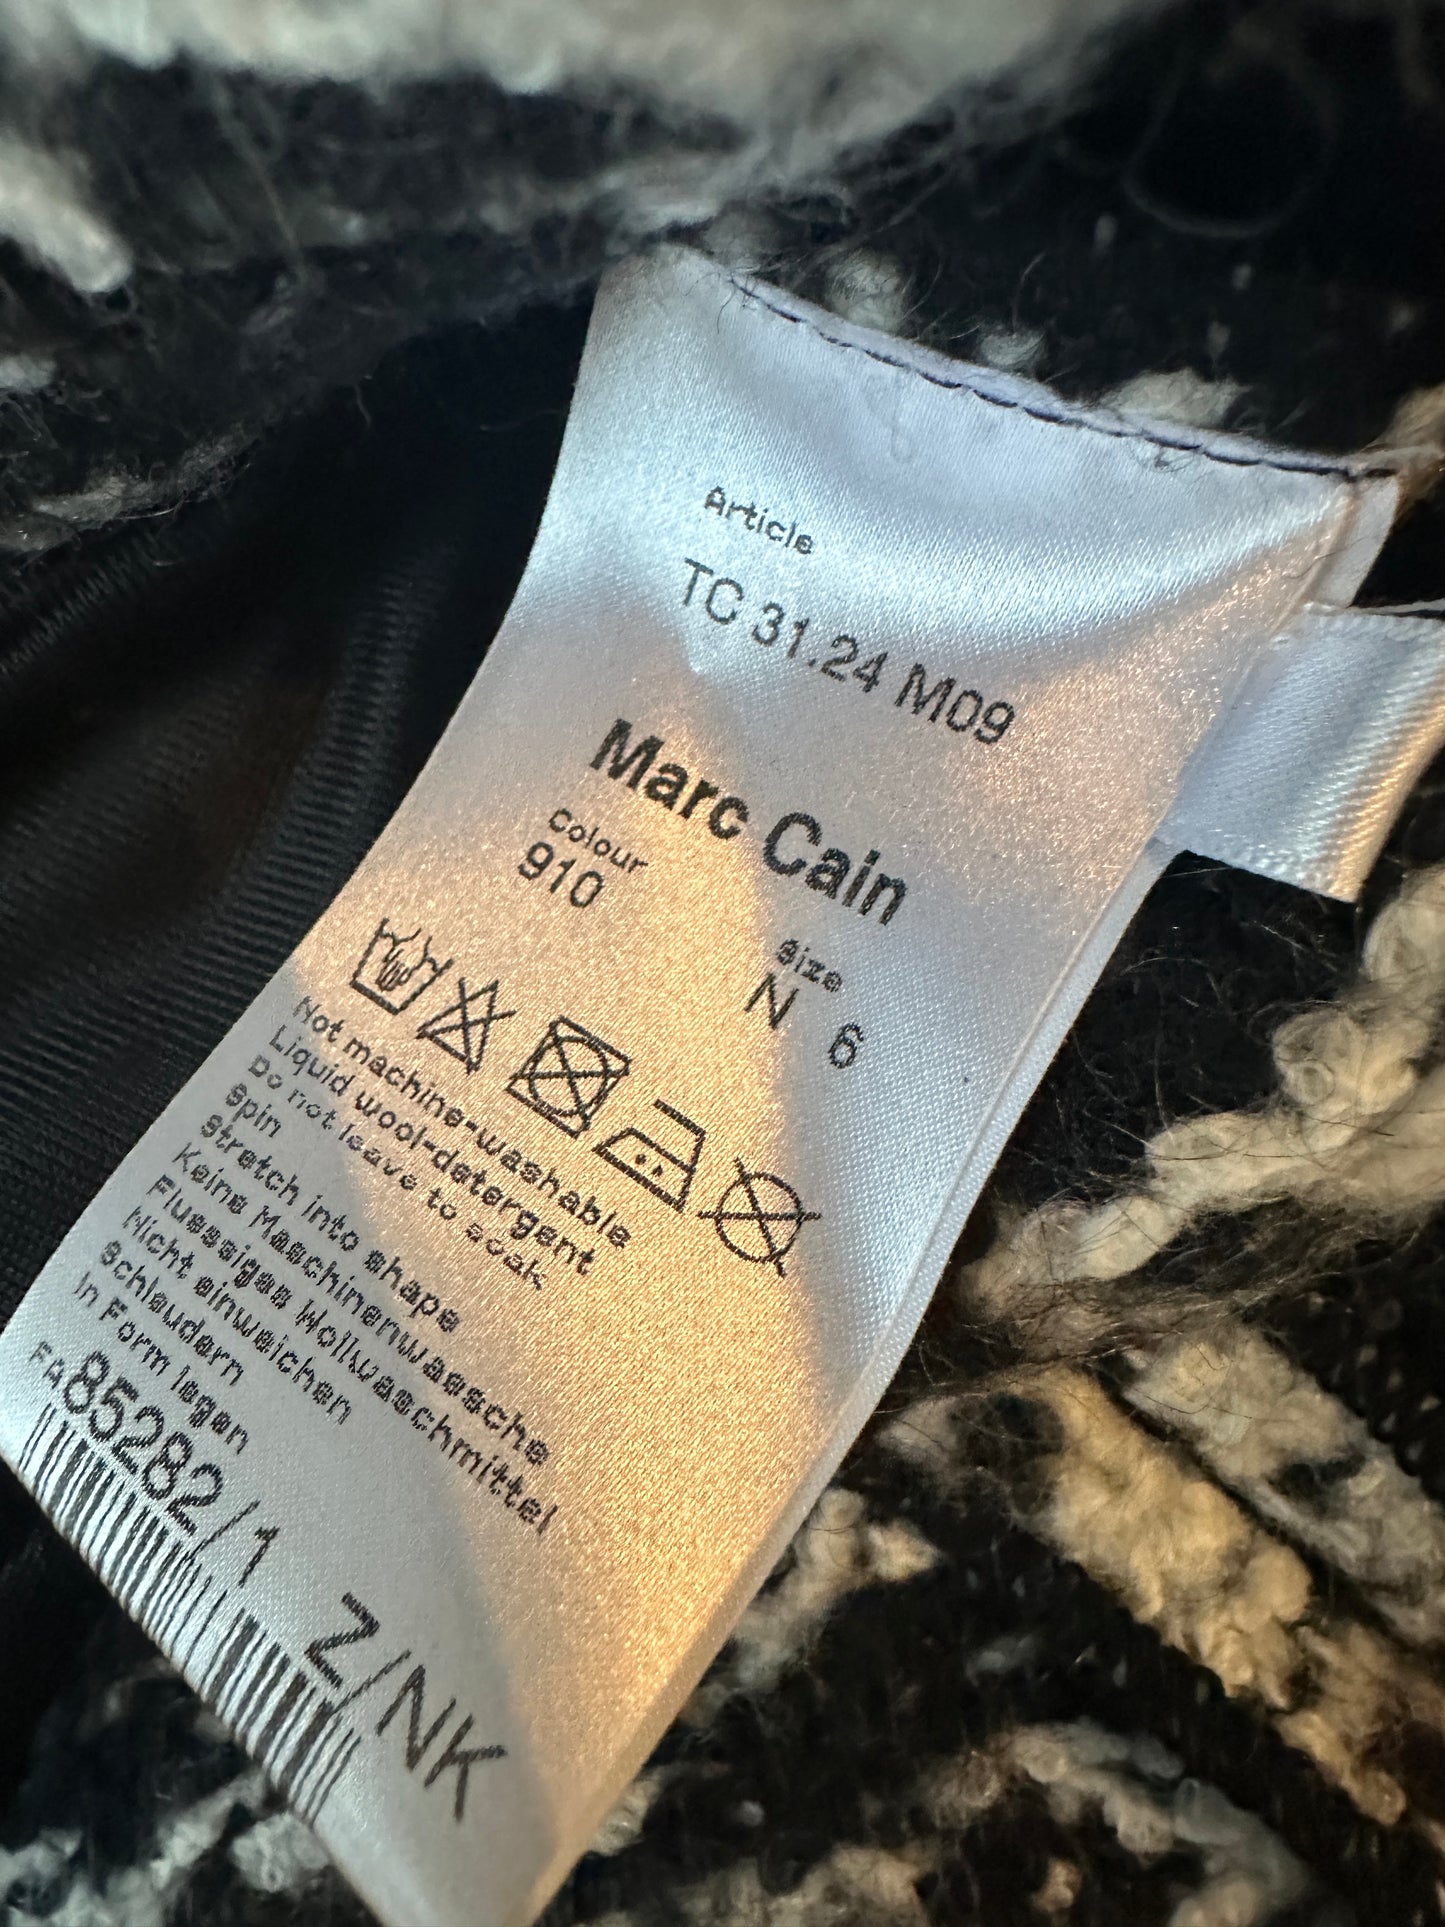 Article
TC 31.24 M09
Marc Cain
Colour
910
Size
N 6
Not machine-washable
Liquid wool-detergent
Do not leave to soak
Spin
Stretch into shape
Keine Maschinenwaesche
Fluessiges Wollwaschmittel
Nicht einweichen
Schleudern
In Form legen
FA 85282/1 Z/NK